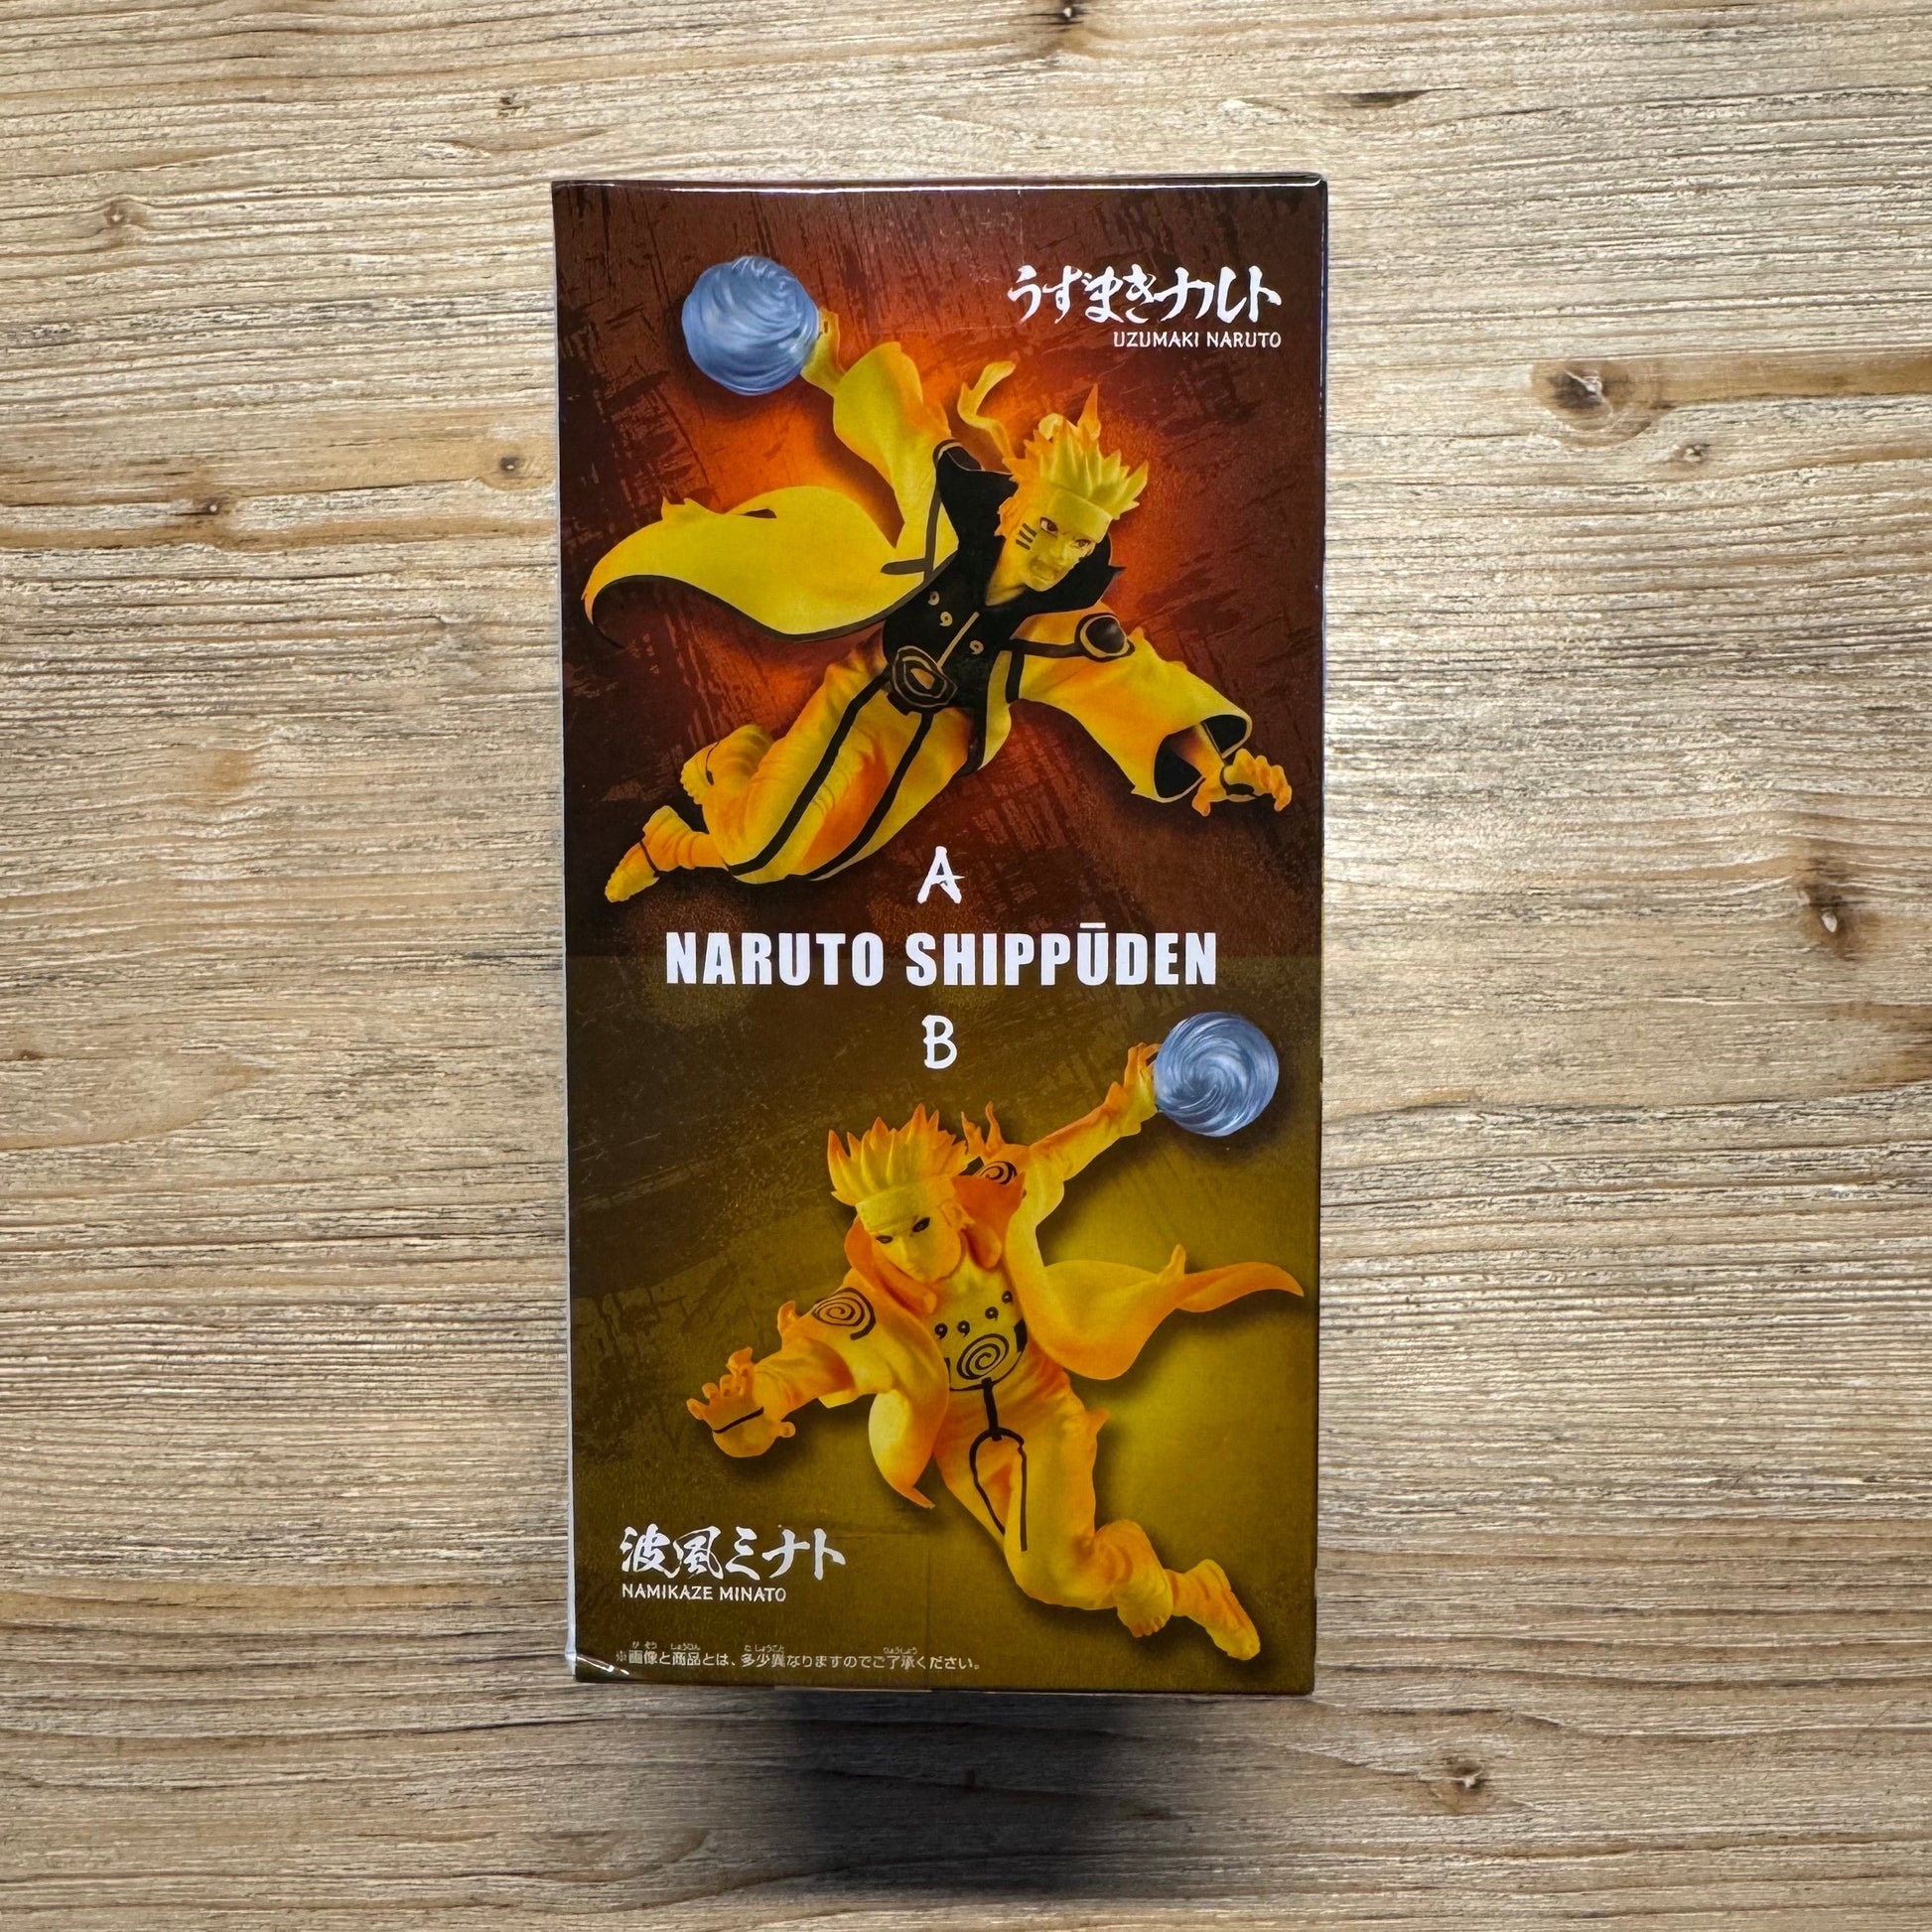 うずまきナルト
UZUMAKI NARUTO
A
NARUTO SHIPPŪDEN
B
波風ミナト
NAMIKAZE MINATO
※画像と商品とは、多少異なりますのでご了承ください。